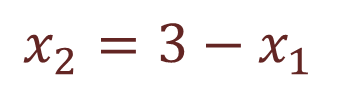 x₂ = 3 − x₁